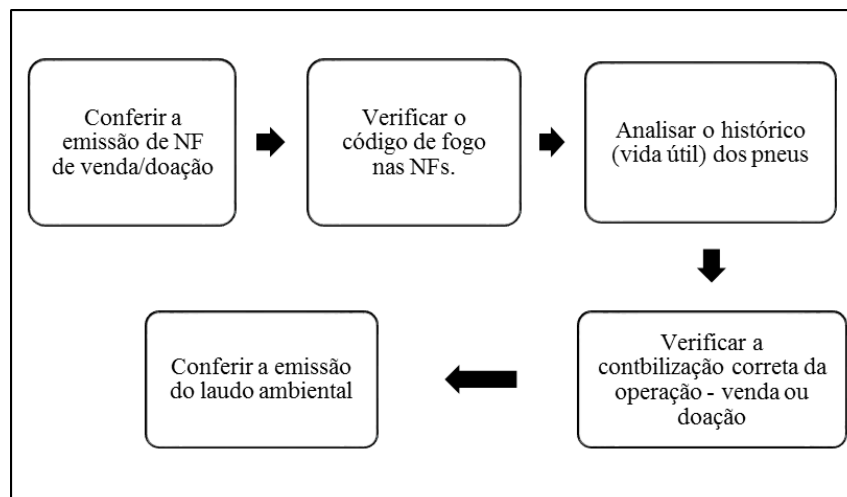 Conferir a
emissão de NF
de venda/doação
Verificar o
código de fogo
nas NFs.
Analisar o histórico
(vida útil) dos pneus
Verificar a
contbilização correta da
operação - venda ou
doação
Conferir a emissão
do laudo ambiental